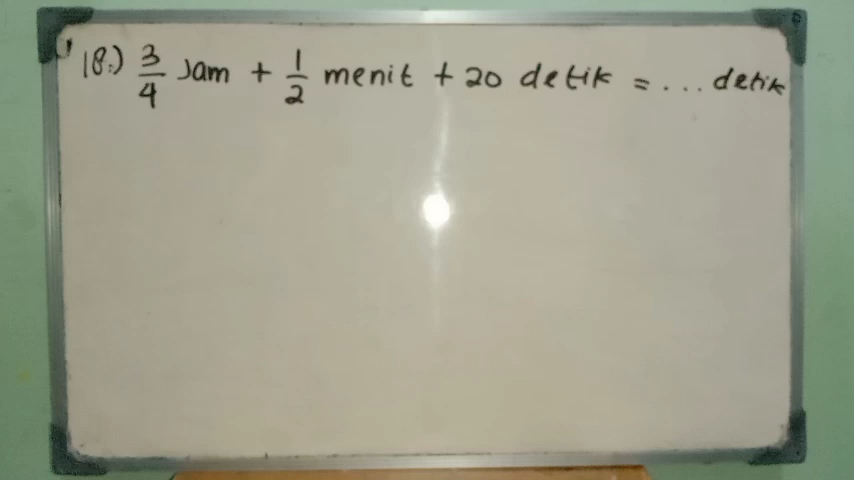 18.) 3/4 Jam + 1/2 menit + 20 detik = ... detik